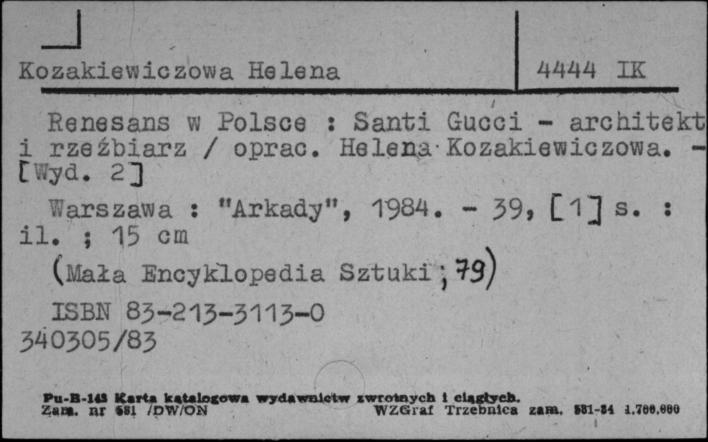 Kozakiewiczowa Helena
4444 IK
Renesans w Polsce : Santi Gucci - architekt
i rzeźbiarz / oprac. Helena Kozakiewiczowa. -
[Wyd. 2]
Warszawa : "Arkady", 1984. - 39, [1] s. :
il. ; 15 cm
(Mała Encyklopedia Sztuki ; 79)
ISBN 83-213-3113-0
340305/83
Pu-B-143 Karta katalogowa wydawnictw zwrotnych i ciągłych.
Zam. nr 681 /DW/ON WZGraf Trzebnica zam. 581-84 1.700.000